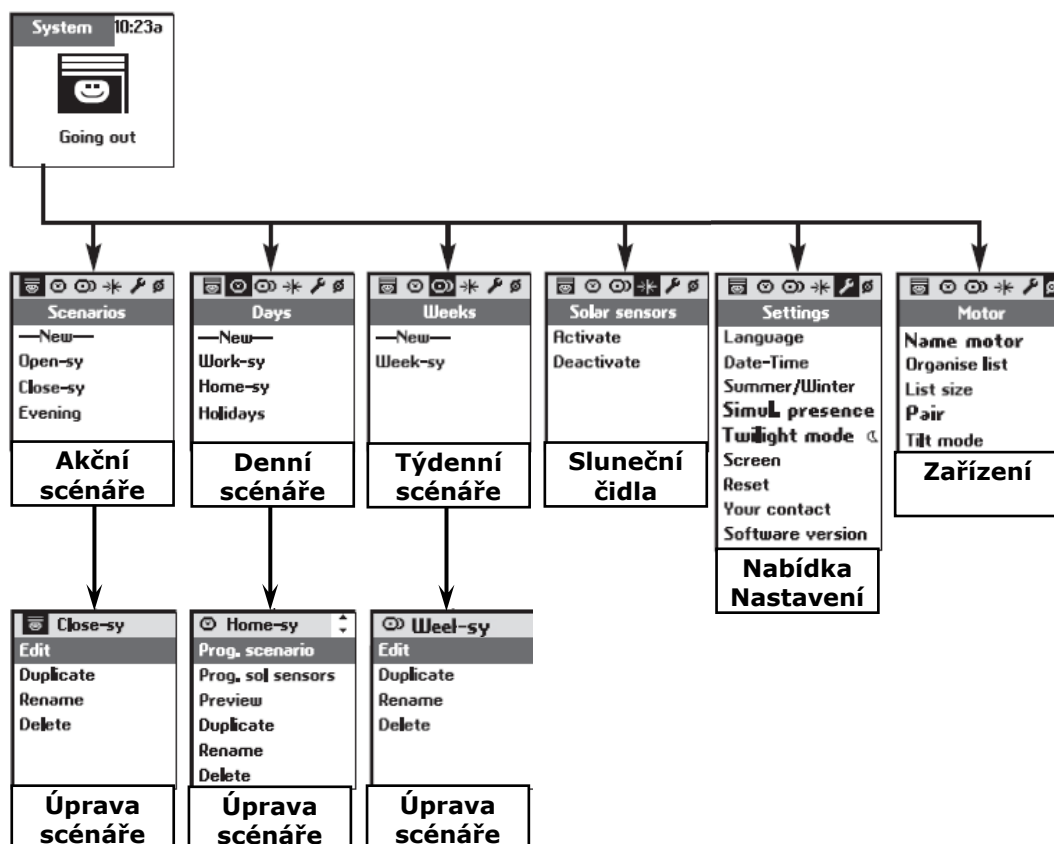 System 10:23a
Going out
Scenarios
—New—
Open-sy
Close-sy
Evening
Akční
scénáře
Days
—New—
Work-sy
Home-sy
Holidays
Denní
scénáře
Weeks
—New—
Week-sy
Týdenní
scénáře
Solar sensors
Activate
Deactivate
Sluneční
čidla
Settings
Language
Date-Time
Summer/Winter
Simul. presence
Twilight mode
Screen
Reset
Your contact
Software version
Nabídka
Nastavení
Motor
Name motor
Organise list
List size
Pair
Tilt mode
Zařízení
Close-sy
Edit
Duplicate
Rename
Delete
Úprava
scénáře
Home-sy
Prog. scenario
Prog. sol sensors
Preview
Duplicate
Rename
Delete
Úprava
scénáře
Weel-sy
Edit
Duplicate
Rename
Delete
Úprava
scénáře